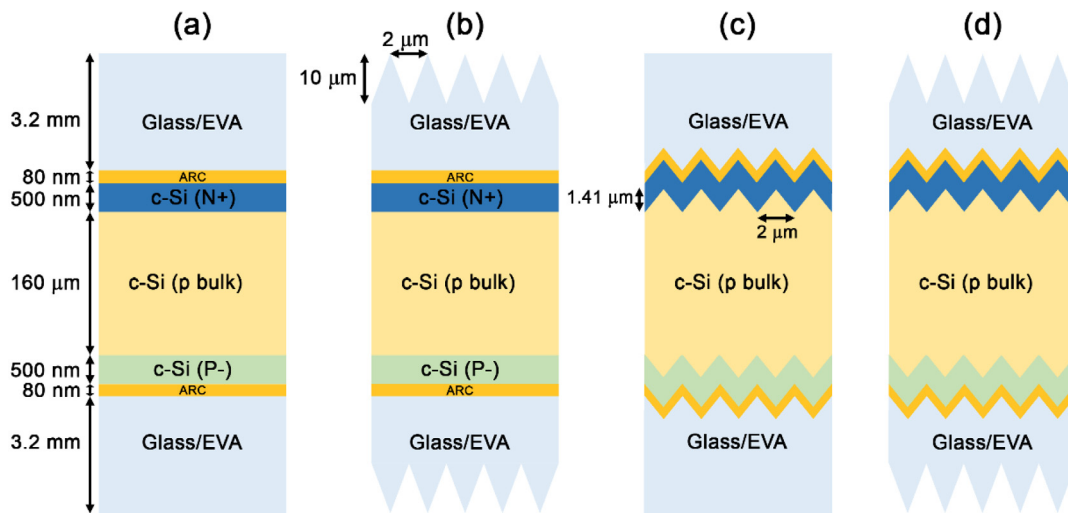 (a)
(b)
(c)
(d)
2 μm
10 μm
3.2 mm
Glass/EVA
Glass/EVA
Glass/EVA
Glass/EVA
80 nm
ARC
ARC
500 nm
c-Si (N+)
c-Si (N+)
1.41 μm
2 μm
160 μm
c-Si (p bulk)
c-Si (p bulk)
c-Si (p bulk)
c-Si (p bulk)
500 nm
c-Si (P-)
c-Si (P-)
80 nm
ARC
ARC
3.2 mm
Glass/EVA
Glass/EVA
Glass/EVA
Glass/EVA